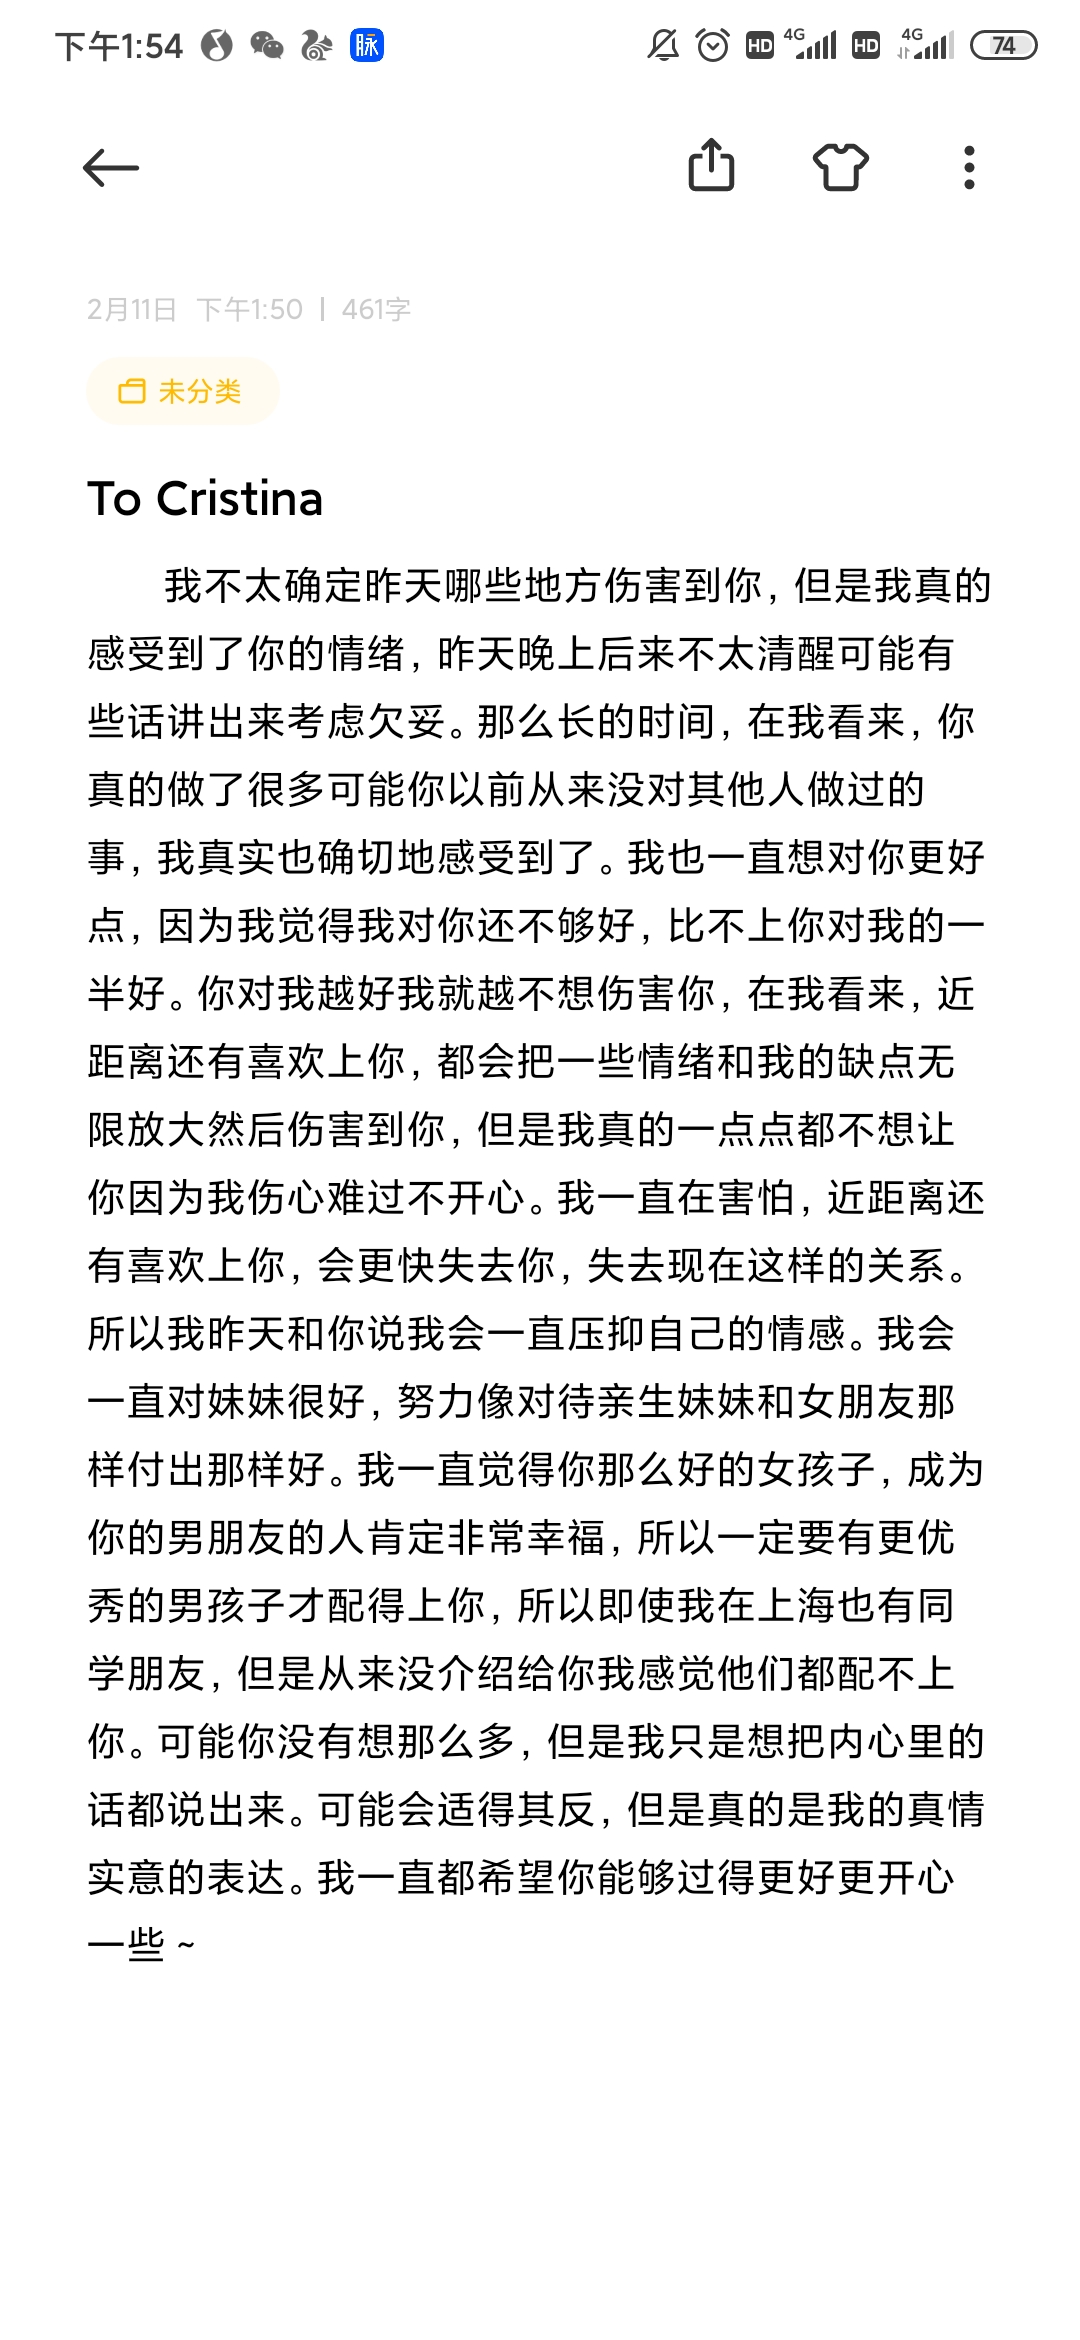 下午1:54 脉 HD 4G HD 4G 74
2月11日 下午1:50 | 461字
未分类
To Cristina
我不太确定昨天哪些地方伤害到你，但是我真的
感受到了你的情绪，昨天晚上后来不太清醒可能有
些话讲出来考虑欠妥。那么长的时间，在我看来，你
真的做了很多可能你以前从来没对其他人做过的
事，我真实也确切地感受到了。我也一直想对你更好
点，因为我觉得我对你还不够好，比不上你对我的一
半好。你对我越好我就越不想伤害你，在我看来，近
距离还有喜欢上你，都会把一些情绪和我的缺点无
限放大然后伤害到你，但是我真的一点点都不想让
你因为我伤心难过不开心。我一直在害怕，近距离还
有喜欢上你，会更快失去你，失去现在这样的关系。
所以我昨天和你说我会一直压抑自己的情感。我会
一直对妹妹很好，努力像对待亲生妹妹和女朋友那
样付出那样好。我一直觉得你那么好的女孩子，成为
你的男朋友的人肯定非常幸福，所以一定要有更优
秀的男孩子才配得上你，所以即使我在上海也有同
学朋友，但是从来没介绍给你我感觉他们都配不上
你。可能你没有想那么多，但是我只是想把内心里的
话都说出来。可能会适得其反，但是真的是我的真情
实意的表达。我一直都希望你能够过得更好更开心
一些 ~